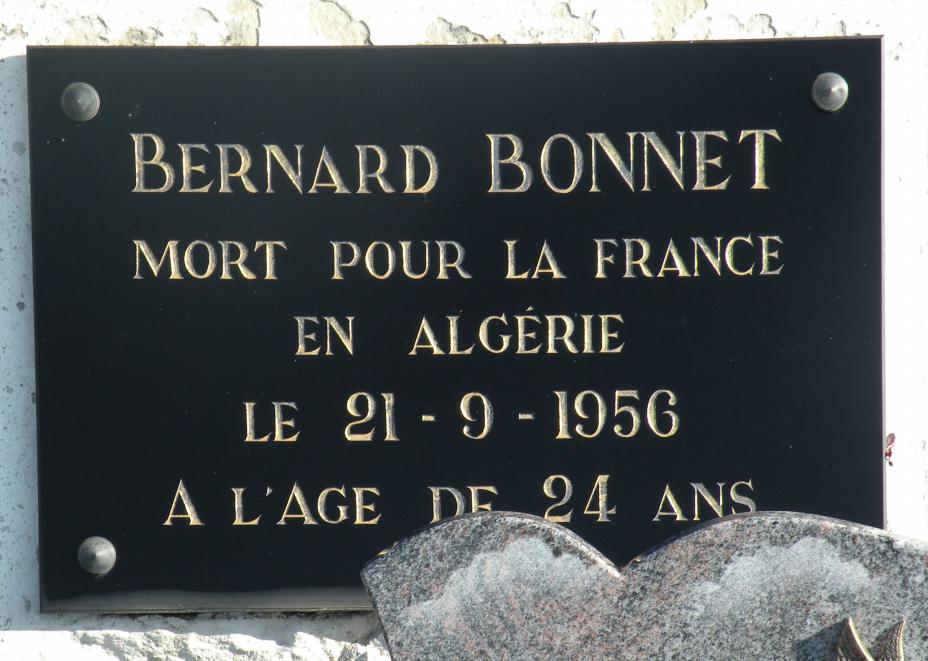 BERNARD BONNET
MORT POUR LA FRANCE
EN ALGÉRIE
LE 21-9-1956
A L'AGE DE 24 ANS